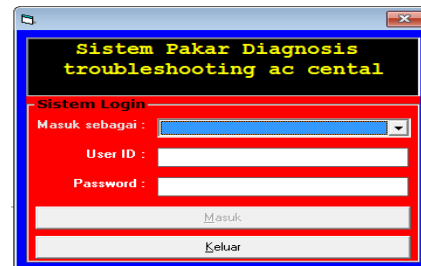 Sistem Pakar Diagnosis
troubleshooting ac cental
Sistem Login
Masuk sebagai :
User ID :
Password :
Masuk
Keluar